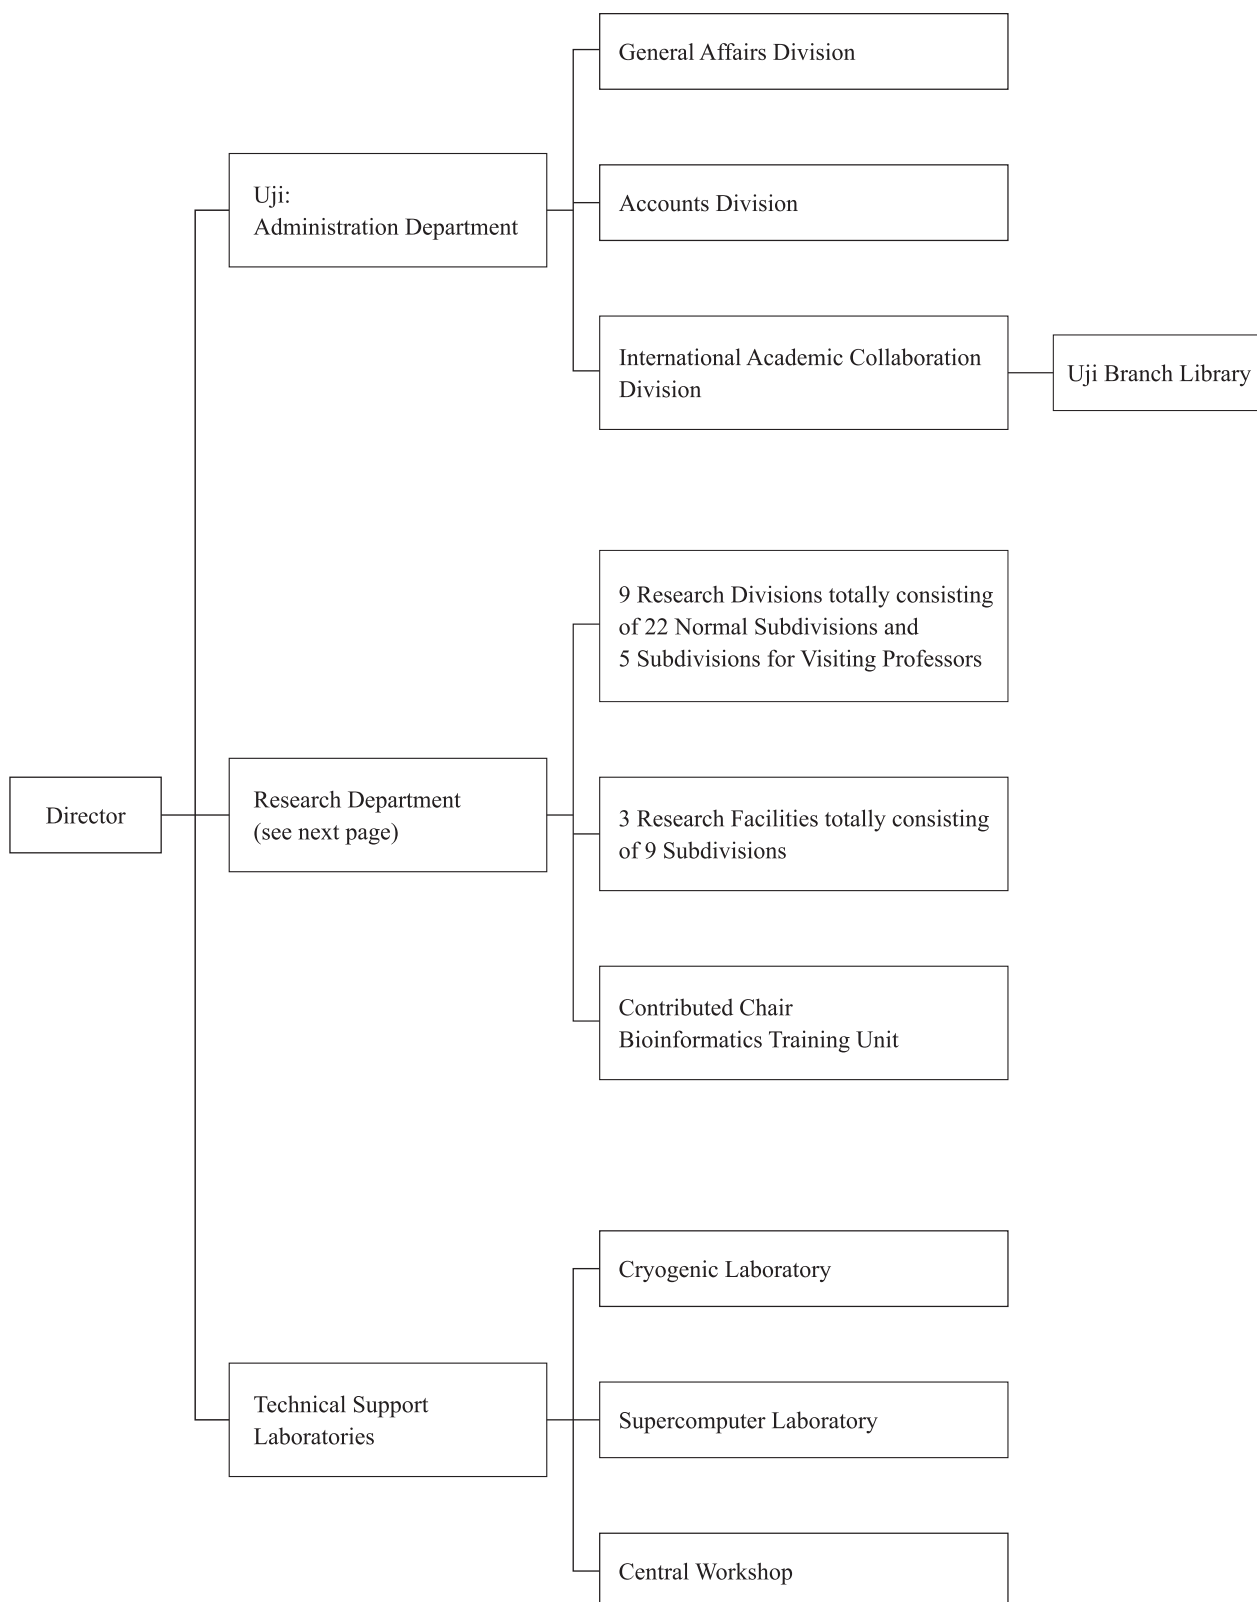 General Affairs Division
Uji:
Administration Department
Accounts Division
International Academic Collaboration
Division
Uji Branch Library
9 Research Divisions totally consisting
of 22 Normal Subdivisions and
5 Subdivisions for Visiting Professors
Director
Research Department
(see next page)
3 Research Facilities totally consisting
of 9 Subdivisions
Contributed Chair
Bioinformatics Training Unit
Cryogenic Laboratory
Technical Support
Laboratories
Supercomputer Laboratory
Central Workshop